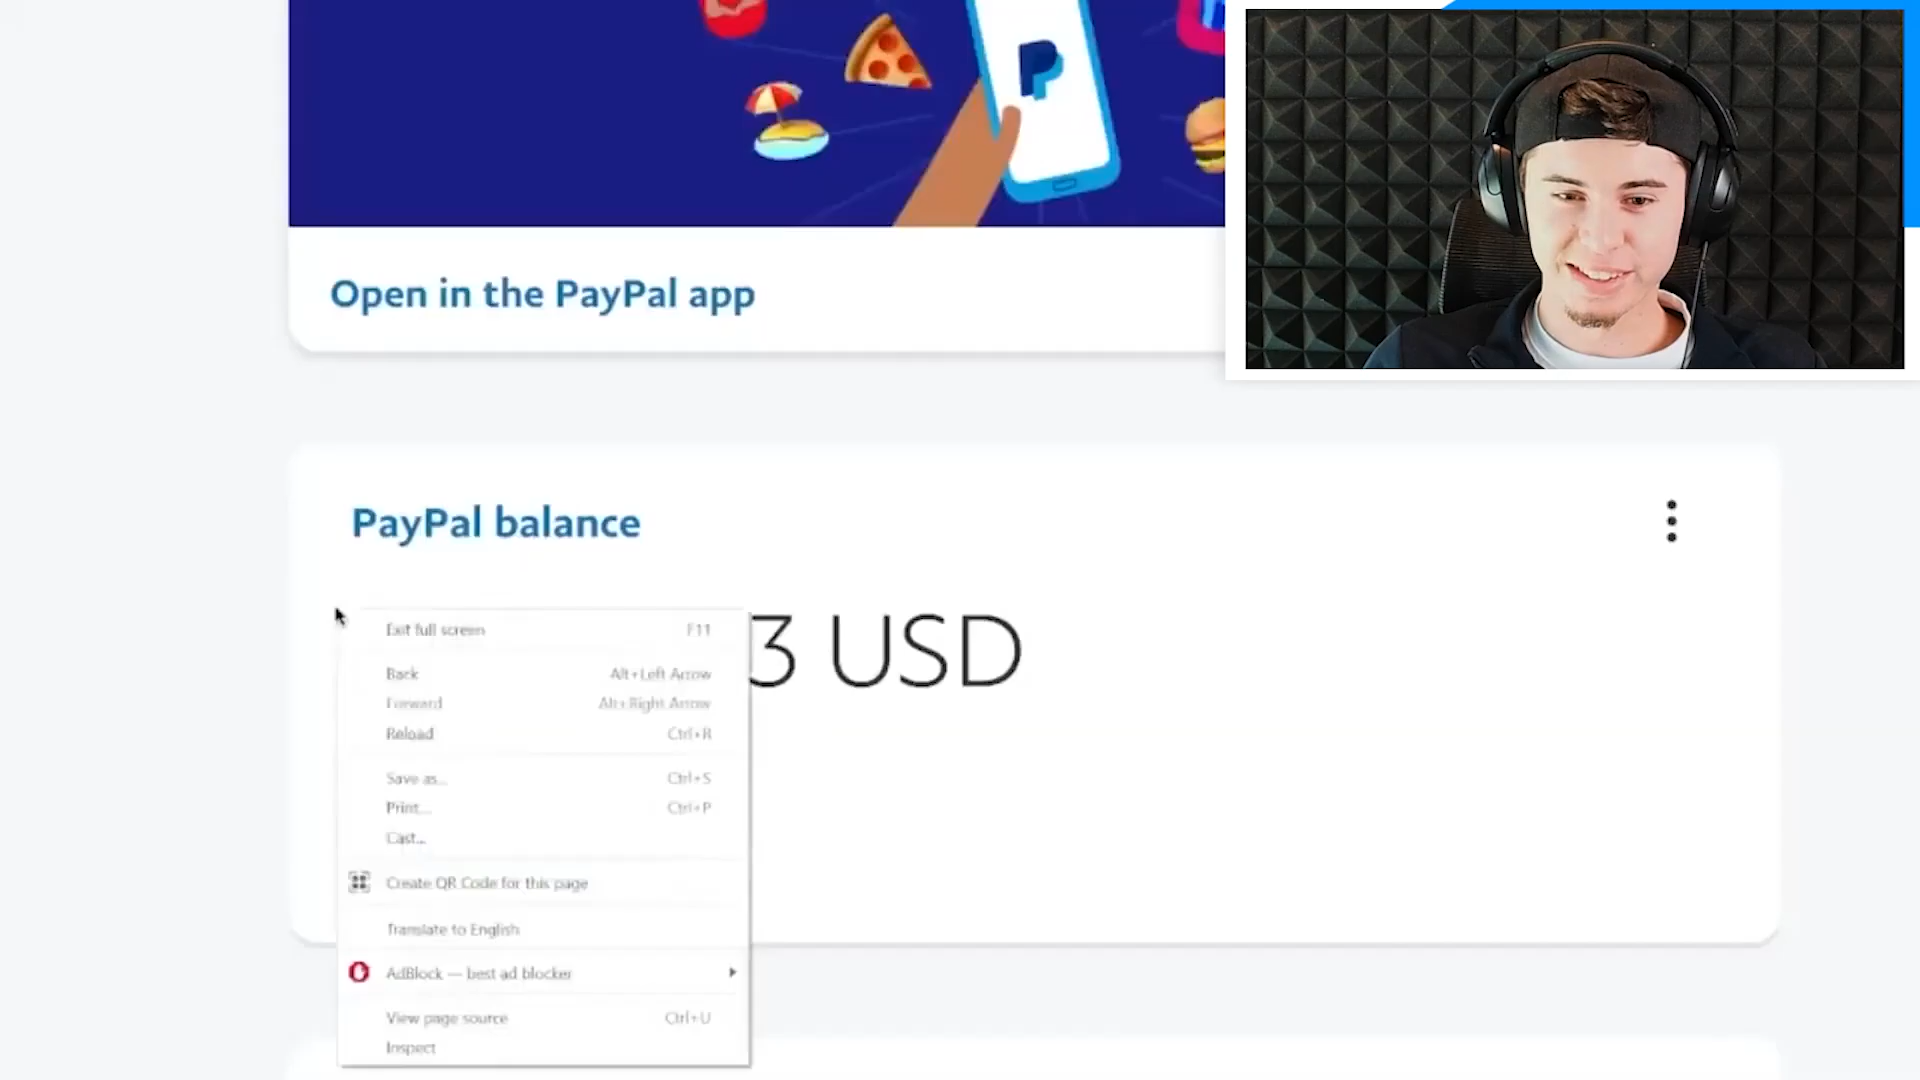 Open in the PayPal app
PayPal balance
3 USD
Exit full screen F11
Back Alt+Left Arrow
Forward Alt+Right Arrow
Reload Ctrl+R
Save as... Ctrl+S
Print... Ctrl+P
Cast...
Create QR Code for this page
Translate to English
AdBlock — best ad blocker
View page source Ctrl+U
Inspect